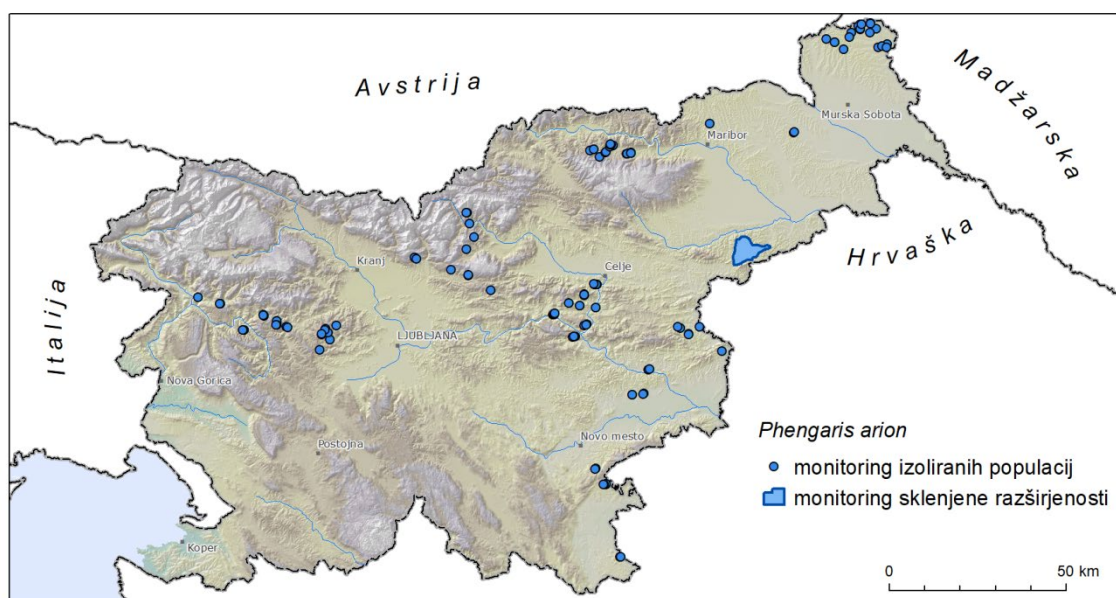 Avstrija
Madžarska
Murska Sobota
Maribor
Hrvaška
Celje
Kranj
Italija
LJUBLJANA
Nova Gorica
Novo mesto
Postojna
Koper
Phengaris arion
monitoring izoliranih populacij
monitoring sklenjene razširjenosti
0 50 km